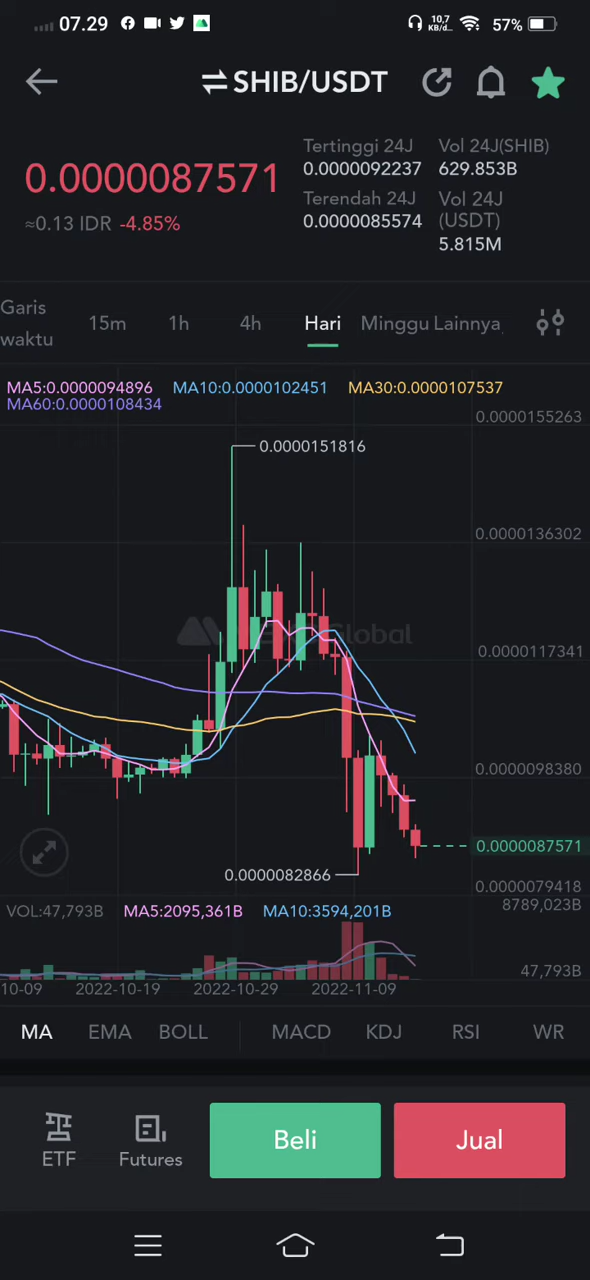 07.29
10,7
KB/d...
57%
SHIB/USDT
0.0000087571
≈0.13 IDR -4.85%
Tertinggi 24J
0.0000092237
Terendah 24J
0.0000085574
Vol 24J(SHIB)
629.853B
Vol 24J
(USDT)
5.815M
Garis
waktu
15m
1h
4h
Hari
Minggu
Lainnya
MA5:0.0000094896 MA10:0.0000102451 MA30:0.0000107537
MA60:0.0000108434
0.0000155263
0.0000151816
0.0000136302
Global
0.0000117341
0.0000098380
0.0000087571
0.0000082866
0.0000079418
VOL:47,793B MA5:2095,361B MA10:3594,201B
8789,023B
47,793B
10-09 2022-10-19 2022-10-29 2022-11-09
MA EMA BOLL MACD KDJ RSI WR
ETF
Futures
Beli
Jual